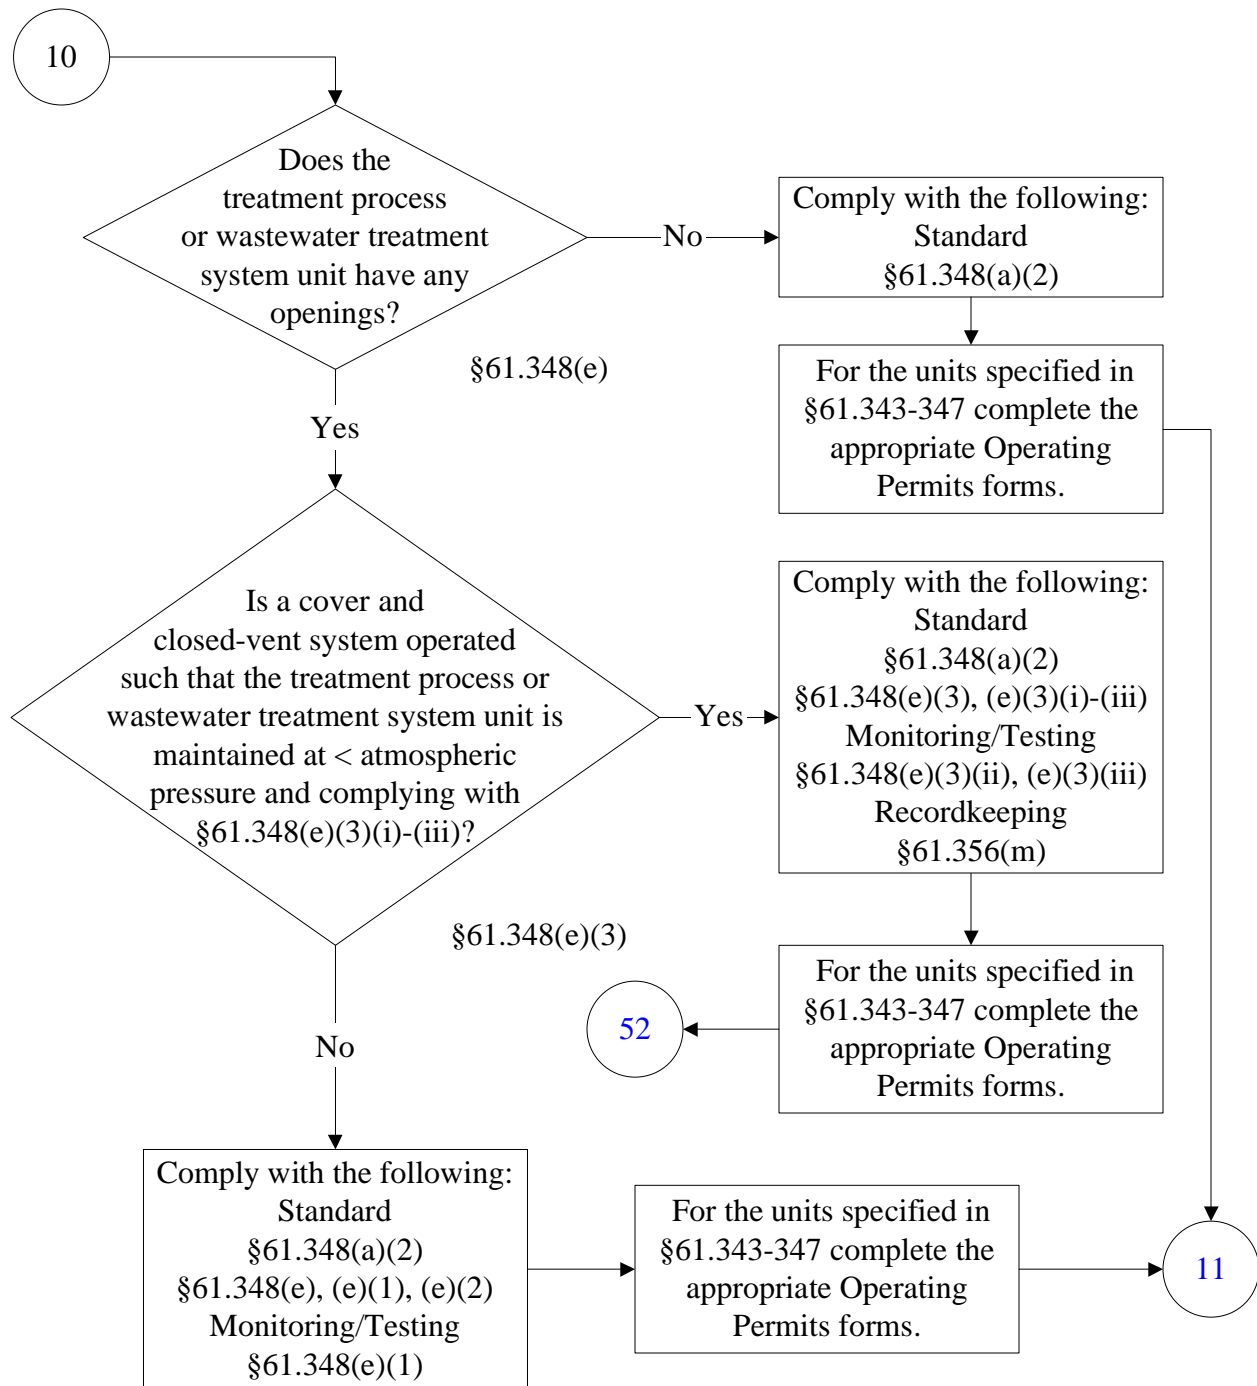 10
Does the
treatment process
or wastewater treatment
system unit have any
openings?
§61.348(e)
No
Comply with the following:
Standard
§61.348(a)(2)
For the units specified in
§61.343-347 complete the
appropriate Operating
Permits forms.
Yes
Is a cover and
closed-vent system operated
such that the treatment process or
wastewater treatment system unit is
maintained at < atmospheric
pressure and complying with
§61.348(e)(3)(i)-(iii)?
§61.348(e)(3)
Yes
Comply with the following:
Standard
§61.348(a)(2)
§61.348(e)(3), (e)(3)(i)-(iii)
Monitoring/Testing
§61.348(e)(3)(ii), (e)(3)(iii)
Recordkeeping
§61.356(m)
For the units specified in
§61.343-347 complete the
appropriate Operating
Permits forms.
52
No
Comply with the following:
Standard
§61.348(a)(2)
§61.348(e), (e)(1), (e)(2)
Monitoring/Testing
§61.348(e)(1)
For the units specified in
§61.343-347 complete the
appropriate Operating
Permits forms.
11